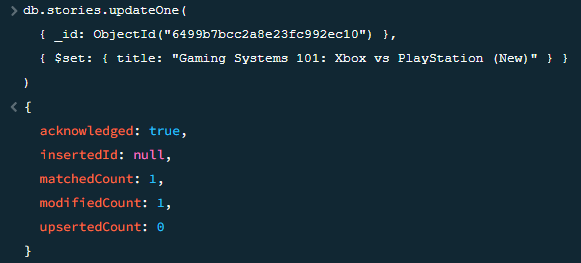 > db.stories.updateOne(
{ _id: ObjectId("6499b7bcc2a8e23fc992ec10") },
{ $set: { title: "Gaming Systems 101: Xbox vs PlayStation (New)" } }
)
< {
acknowledged: true,
insertedId: null,
matchedCount: 1,
modifiedCount: 1,
upsertedCount: 0
}